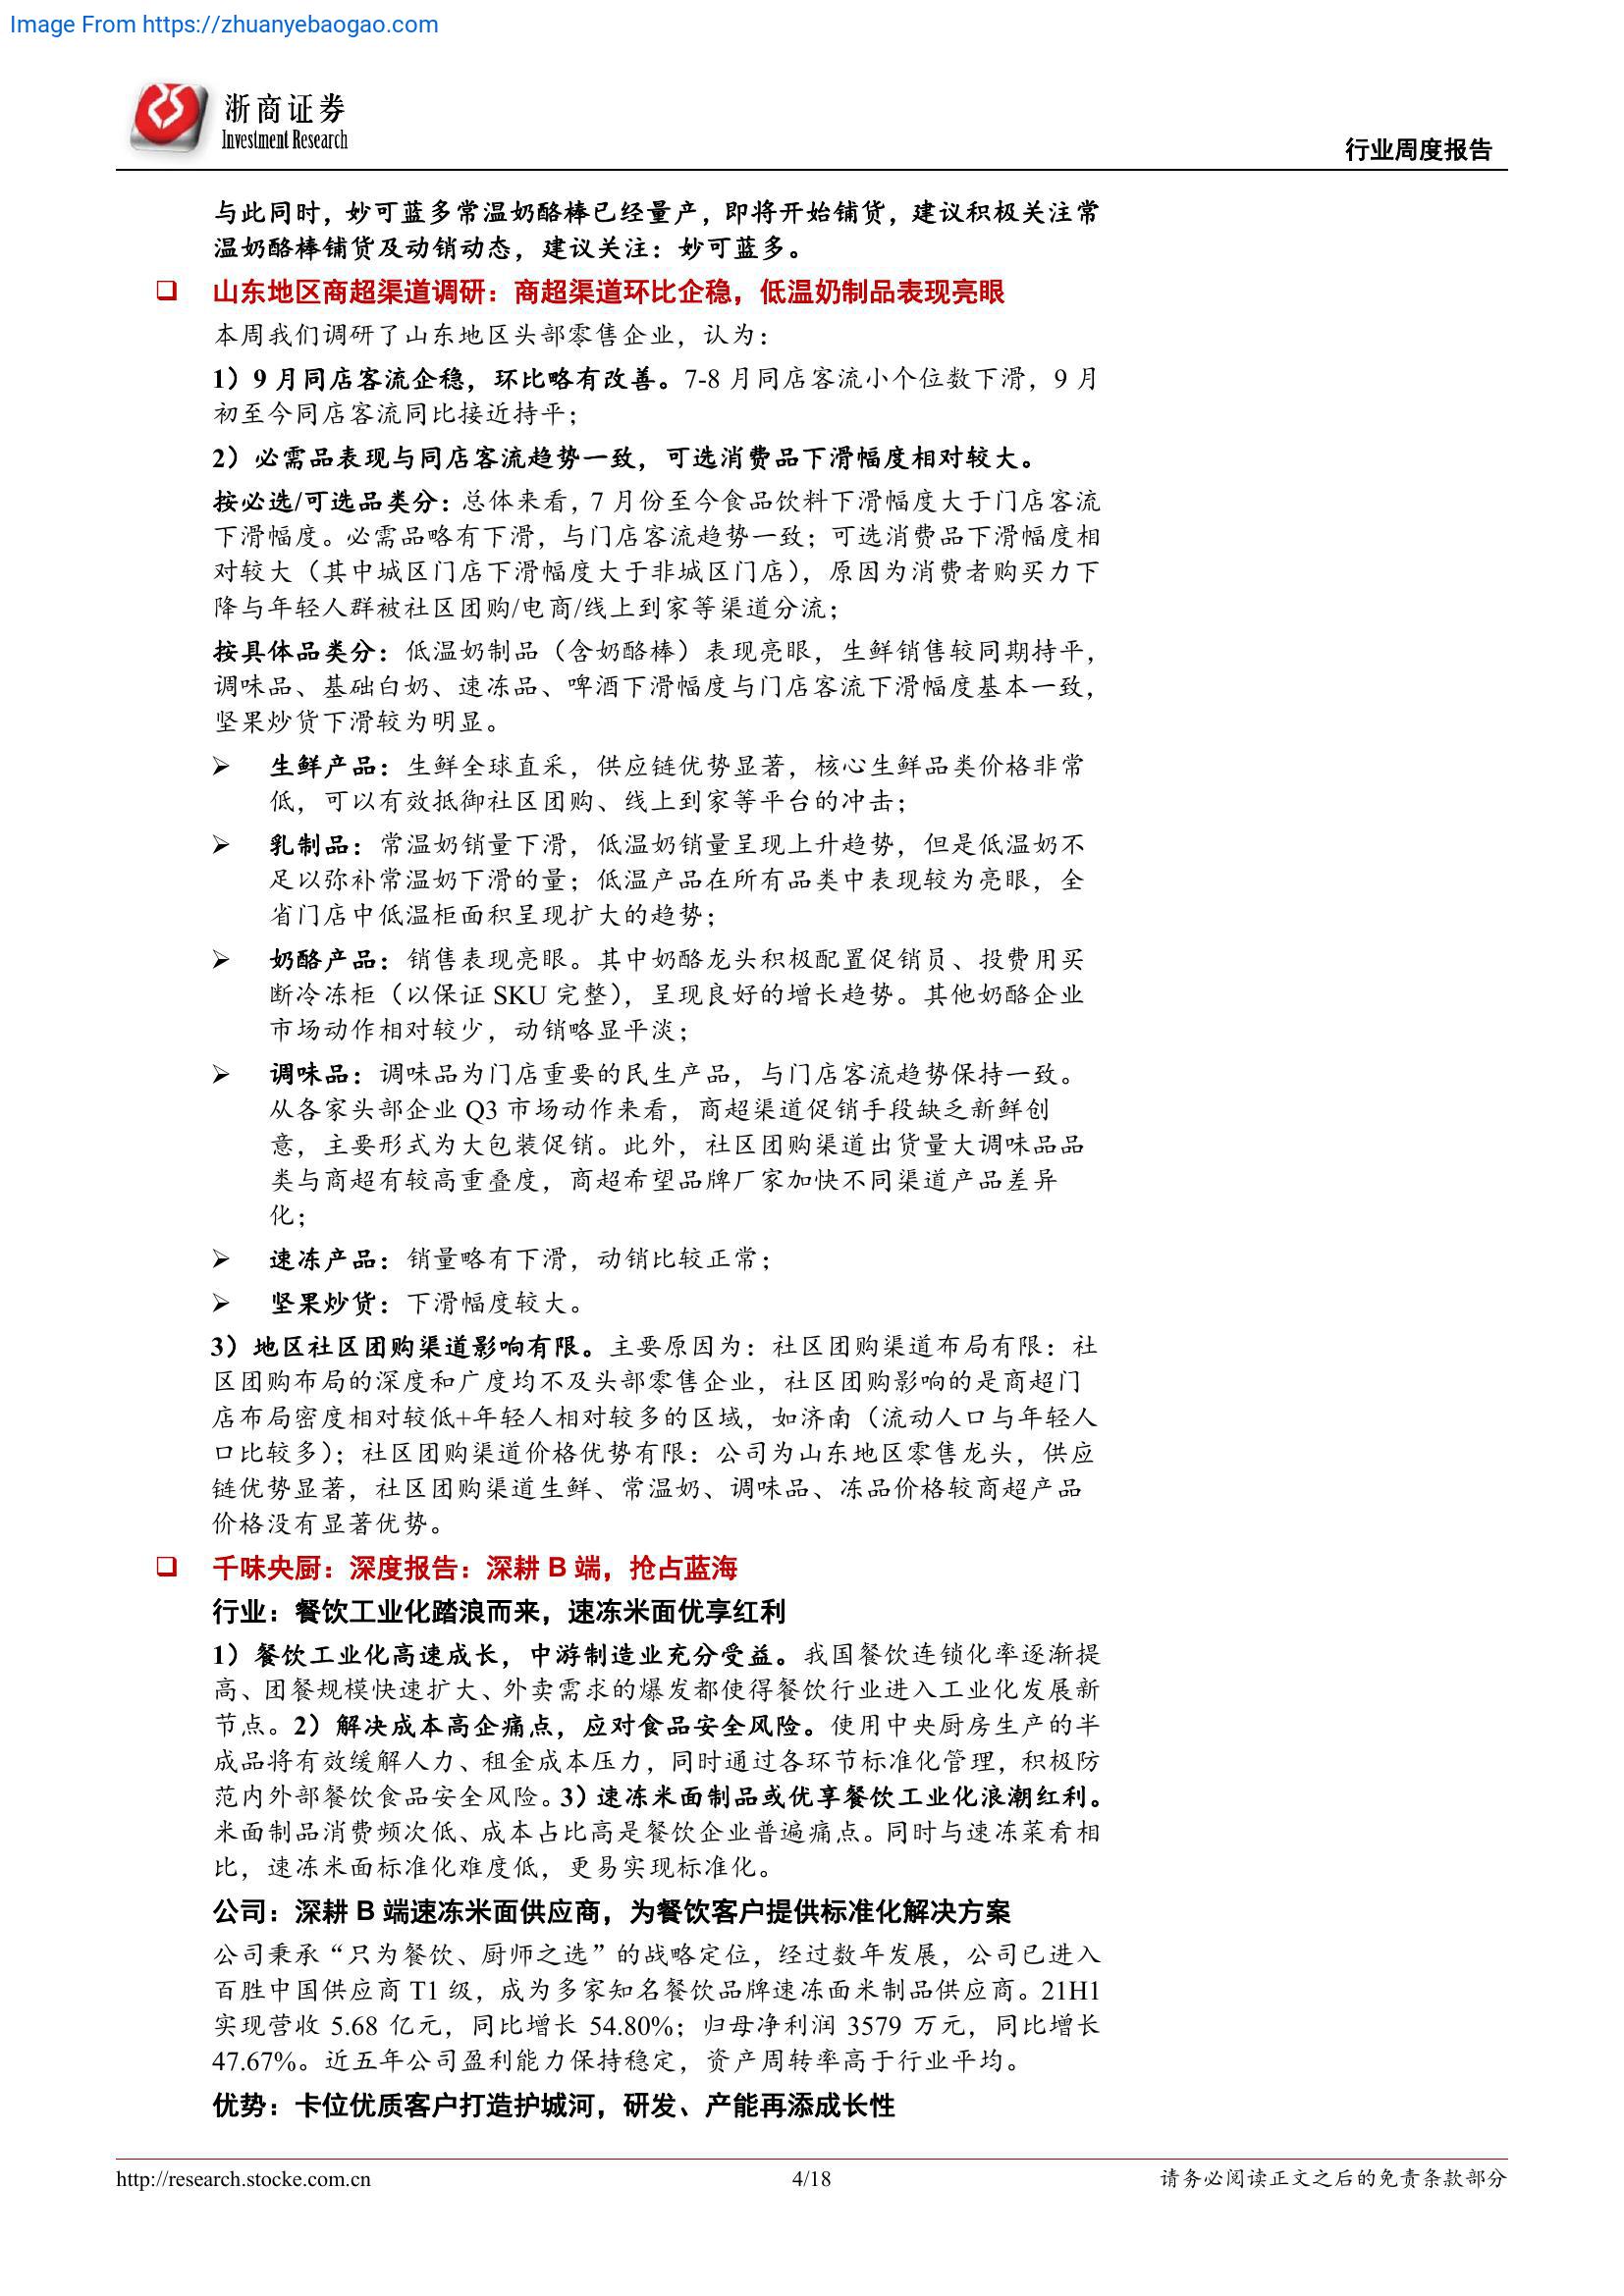 Image From https://zhuanyebaogao.com
浙商证券
Investment Research
行业周度报告
与此同时，妙可蓝多常温奶酪棒已经量产，即将开始铺货，建议积极关注常
温奶酪棒铺货及动销动态，建议关注：妙可蓝多。
❑ 山东地区商超渠道调研：商超渠道环比企稳，低温奶制品表现亮眼
本周我们调研了山东地区头部零售企业，认为：
1）9 月同店客流企稳，环比略有改善。7-8 月同店客流小个位数下滑，9 月
初至今同店客流同比接近持平；
2）必需品表现与同店客流趋势一致，可选消费品下滑幅度相对较大。
按必选/可选品类分：总体来看，7 月份至今食品饮料下滑幅度大于门店客流
下滑幅度。必需品略有下滑，与门店客流趋势一致；可选消费品下滑幅度相
对较大（其中城区门店下滑幅度大于非城区门店），原因为消费者购买力下
降与年轻人群被社区团购/电商/线上到家等渠道分流；
按具体品类分：低温奶制品（含奶酪棒）表现亮眼，生鲜销售较同期持平，
调味品、基础白奶、速冻品、啤酒下滑幅度与门店客流下滑幅度基本一致，
坚果炒货下滑较为明显。
➢ 生鲜产品：生鲜全球直采，供应链优势显著，核心生鲜品类价格非常
低，可以有效抵御社区团购、线上到家等平台的冲击；
➢ 乳制品：常温奶销量下滑，低温奶销量呈现上升趋势，但是低温奶不
足以弥补常温奶下滑的量；低温产品在所有品类中表现较为亮眼，全
省门店中低温柜面积呈现扩大的趋势；
➢ 奶酪产品：销售表现亮眼。其中奶酪龙头积极配置促销员、投费用买
断冷冻柜（以保证 SKU 完整），呈现良好的增长趋势。其他奶酪企业
市场动作相对较少，动销略显平淡；
➢ 调味品：调味品为门店重要的民生产品，与门店客流趋势保持一致。
从各家头部企业 Q3 市场动作来看，商超渠道促销手段缺乏新鲜创
意，主要形式为大包装促销。此外，社区团购渠道出货量大调味品品
类与商超有较高重叠度，商超希望品牌厂家加快不同渠道产品差异
化；
➢ 速冻产品：销量略有下滑，动销比较正常；
➢ 坚果炒货：下滑幅度较大。
3）地区社区团购渠道影响有限。主要原因为：社区团购渠道布局有限：社
区团购布局的深度和广度均不及头部零售企业，社区团购影响的是商超门
店布局密度相对较低+年轻人相对较多的区域，如济南（流动人口与年轻人
口比较多）；社区团购渠道价格优势有限：公司为山东地区零售龙头，供应
链优势显著，社区团购渠道生鲜、常温奶、调味品、冻品价格较商超产品
价格没有显著优势。
❑ 千味央厨：深度报告：深耕 B 端，抢占蓝海
行业：餐饮工业化踏浪而来，速冻米面优享红利
1）餐饮工业化高速成长，中游制造业充分受益。我国餐饮连锁化率逐渐提
高、团餐规模快速扩大、外卖需求的爆发都使得餐饮行业进入工业化发展新
节点。2）解决成本高企痛点，应对食品安全风险。使用中央厨房生产的半
成品将有效缓解人力、租金成本压力，同时通过各环节标准化管理，积极防
范内外部餐饮食品安全风险。3）速冻米面制品或优享餐饮工业化浪潮红利。
米面制品消费频次低、成本占比高是餐饮企业普遍痛点。同时与速冻菜肴相
比，速冻米面标准化难度低，更易实现标准化。
公司：深耕 B 端速冻米面供应商，为餐饮客户提供标准化解决方案
公司秉承“只为餐饮、厨师之选”的战略定位，经过数年发展，公司已进入
百胜中国供应商 T1 级，成为多家知名餐饮品牌速冻面米制品供应商。21H1
实现营收 5.68 亿元，同比增长 54.80%；归母净利润 3579 万元，同比增长
47.67%。近五年公司盈利能力保持稳定，资产周转率高于行业平均。
优势：卡位优质客户打造护城河，研发、产能再添成长性
http://research.stocke.com.cn
4/18
请务必阅读正文之后的免责条款部分